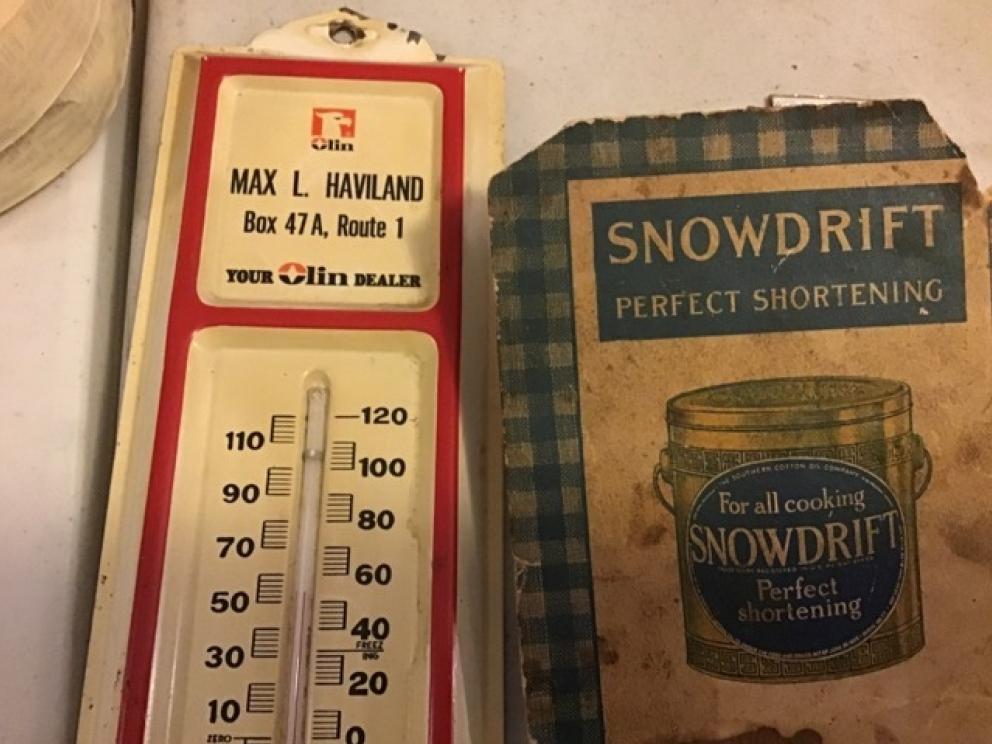 Olin
MAX L. HAVILAND
Box 47A, Route 1
YOUR Olin DEALER
120
110
100
90
80
70
60
50
40
FREEZ
ING
30
20
10
0
ZERO
SNOWDRIFT
PERFECT SHORTENING
THE SOUTHERN COTTON OIL COMPANY
For all cooking
SNOWDRIFT
Perfect
shortening